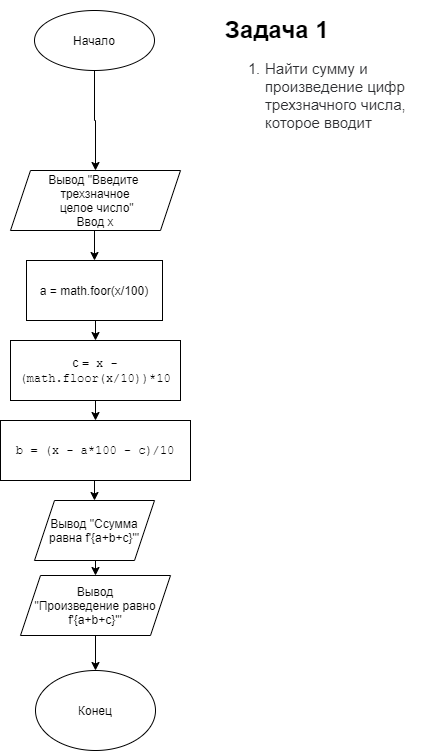 Начало
Задача 1
1. Найти сумму и
произведение цифр
трехзначного числа,
которое вводит
Вывод "Введите
трехзначное
целое число"
Ввод x
a = math.foor(x/100)
c = x -
(math.floor(x/10))*10
b = (x - a*100 - c)/10
Вывод "Ссумма
равна f'{a+b+c}'"
Вывод
"Произведение равно
f'{a+b+c}'"
Конец